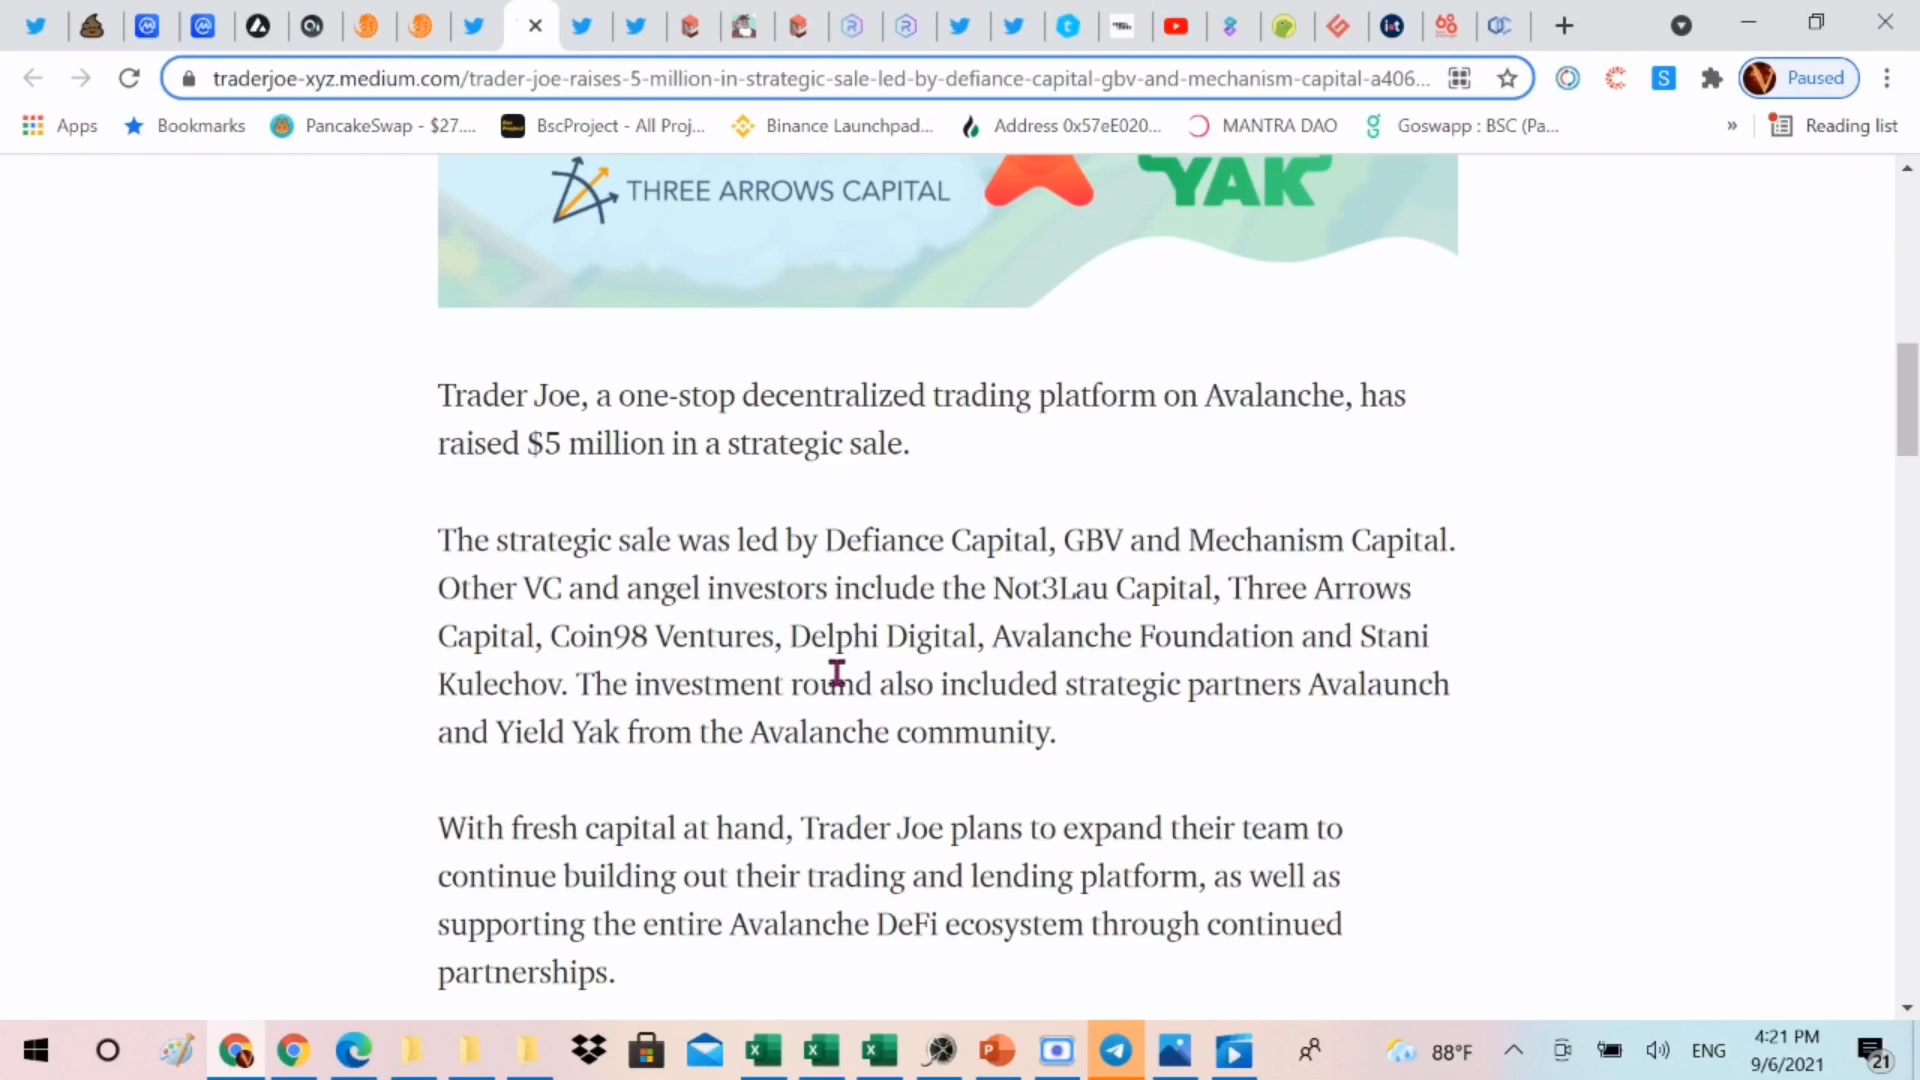 traderjoe-xyz.medium.com/trader-joe-raises-5-million-in-strategic-sale-led-by-defiance-capital-gbv-and-mechanism-capital-a406...
Paused
Apps
Bookmarks
PancakeSwap - $27....
BscProject - All Proj...
Binance Launchpad...
Address 0x57eE020...
MANTRA DAO
Goswapp : BSC (Pa...
»
Reading list
THREE ARROWS CAPITAL
YAK
Trader Joe, a one-stop decentralized trading platform on Avalanche, has
raised $5 million in a strategic sale.
The strategic sale was led by Defiance Capital, GBV and Mechanism Capital.
Other VC and angel investors include the Not3Lau Capital, Three Arrows
Capital, Coin98 Ventures, Delphi Digital, Avalanche Foundation and Stani
Kulechov. The investment round also included strategic partners Avalaunch
and Yield Yak from the Avalanche community.
With fresh capital at hand, Trader Joe plans to expand their team to
continue building out their trading and lending platform, as well as
supporting the entire Avalanche DeFi ecosystem through continued
partnerships.
88°F
ENG
4:21 PM
9/6/2021
21